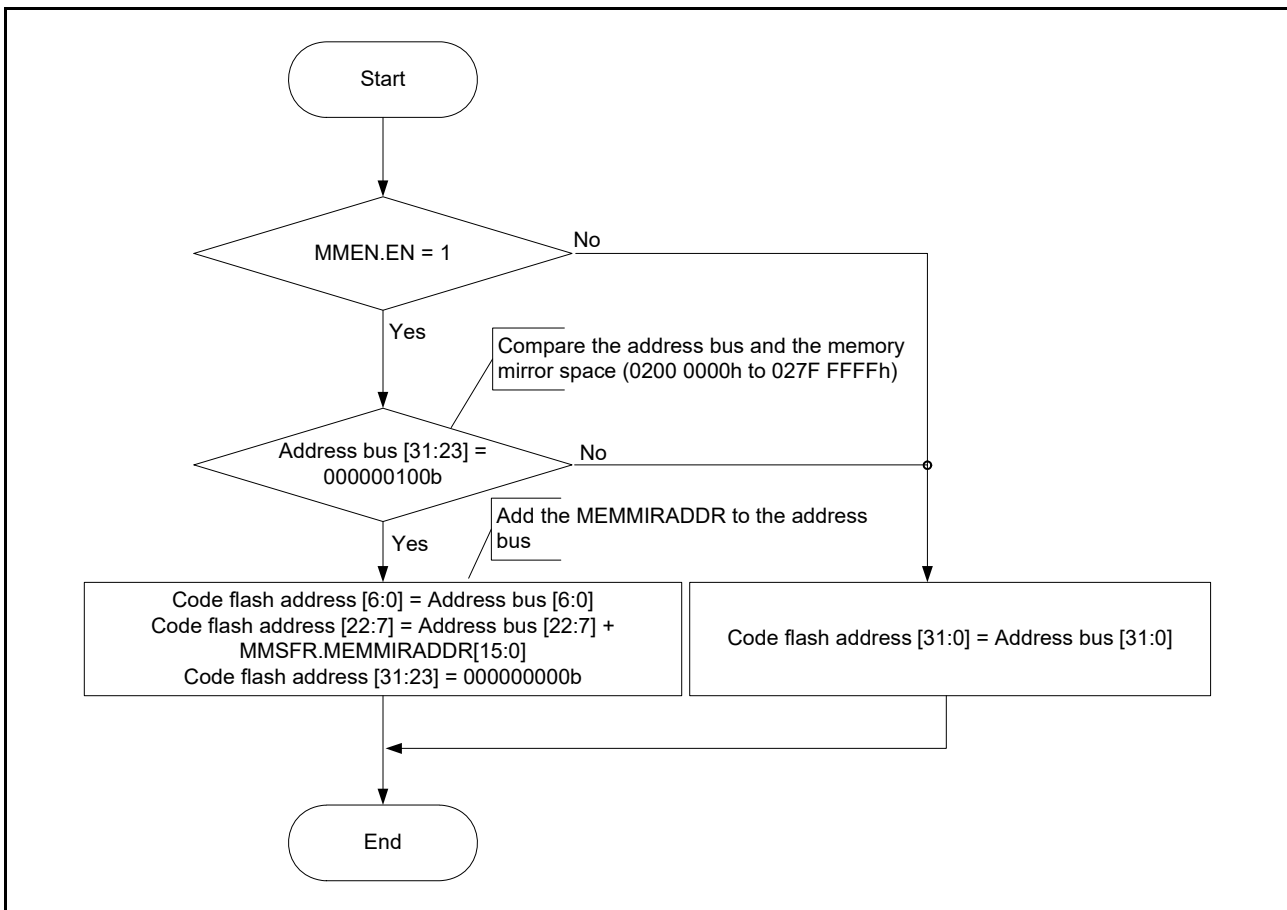 Start
MMEN.EN = 1
No
Yes
Compare the address bus and the memory
mirror space (0200 0000h to 027F FFFFh)
Address bus [31:23] =
000000100b
No
Yes
Add the MEMMIRADDR to the address
bus
Code flash address [6:0] = Address bus [6:0]
Code flash address [22:7] = Address bus [22:7] +
MMSFR.MEMMIRADDR[15:0]
Code flash address [31:23] = 000000000b
Code flash address [31:0] = Address bus [31:0]
End